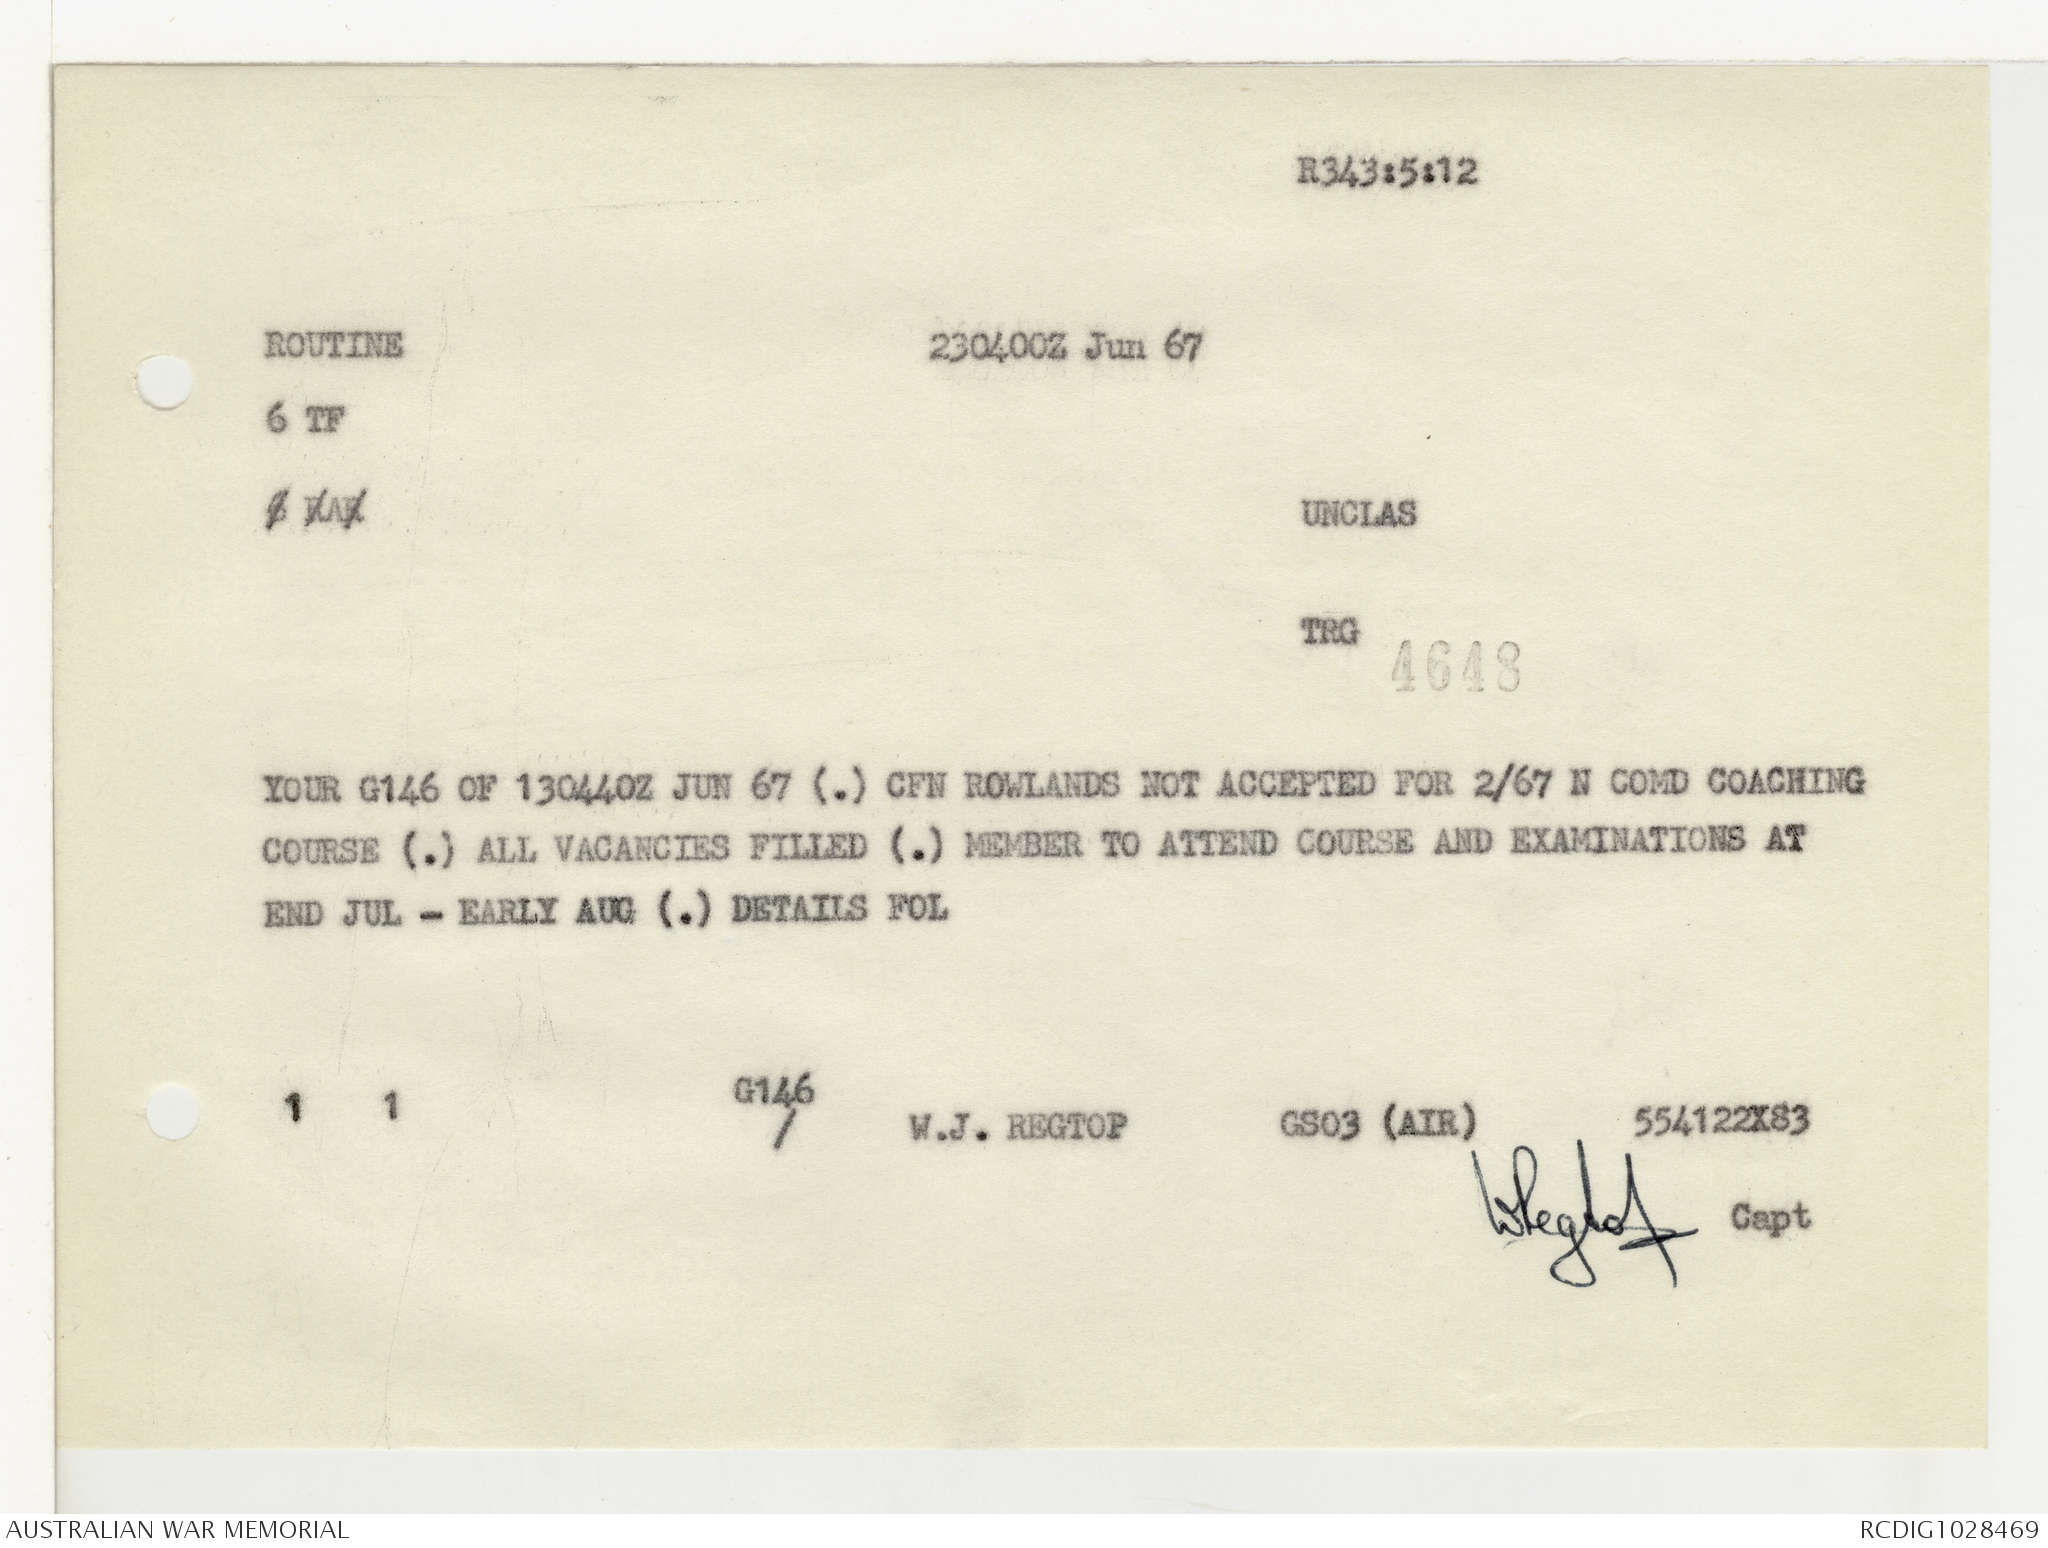 R343:5:12
ROUTINE 230400Z Jun 67
6 TF
UNCLAS
TRG
4648
YOUR G146 OF 130440Z JUN 67 (.) CFN ROWLANDS NOT ACCEPTED FOR 2/67 N COMD COACHING
COURSE (.) ALL VACANCIES FILLED (.) MEMBER TO ATTEND COURSE AND EXAMINATIONS AT
END JUL - EARLY AUG (.) DETAILS FOL
1 1 G146
/ W.J. REGTOP GSO3 (AIR) 554122X83
WRegtop Capt
AUSTRALIAN WAR MEMORIAL RCDIG1028469